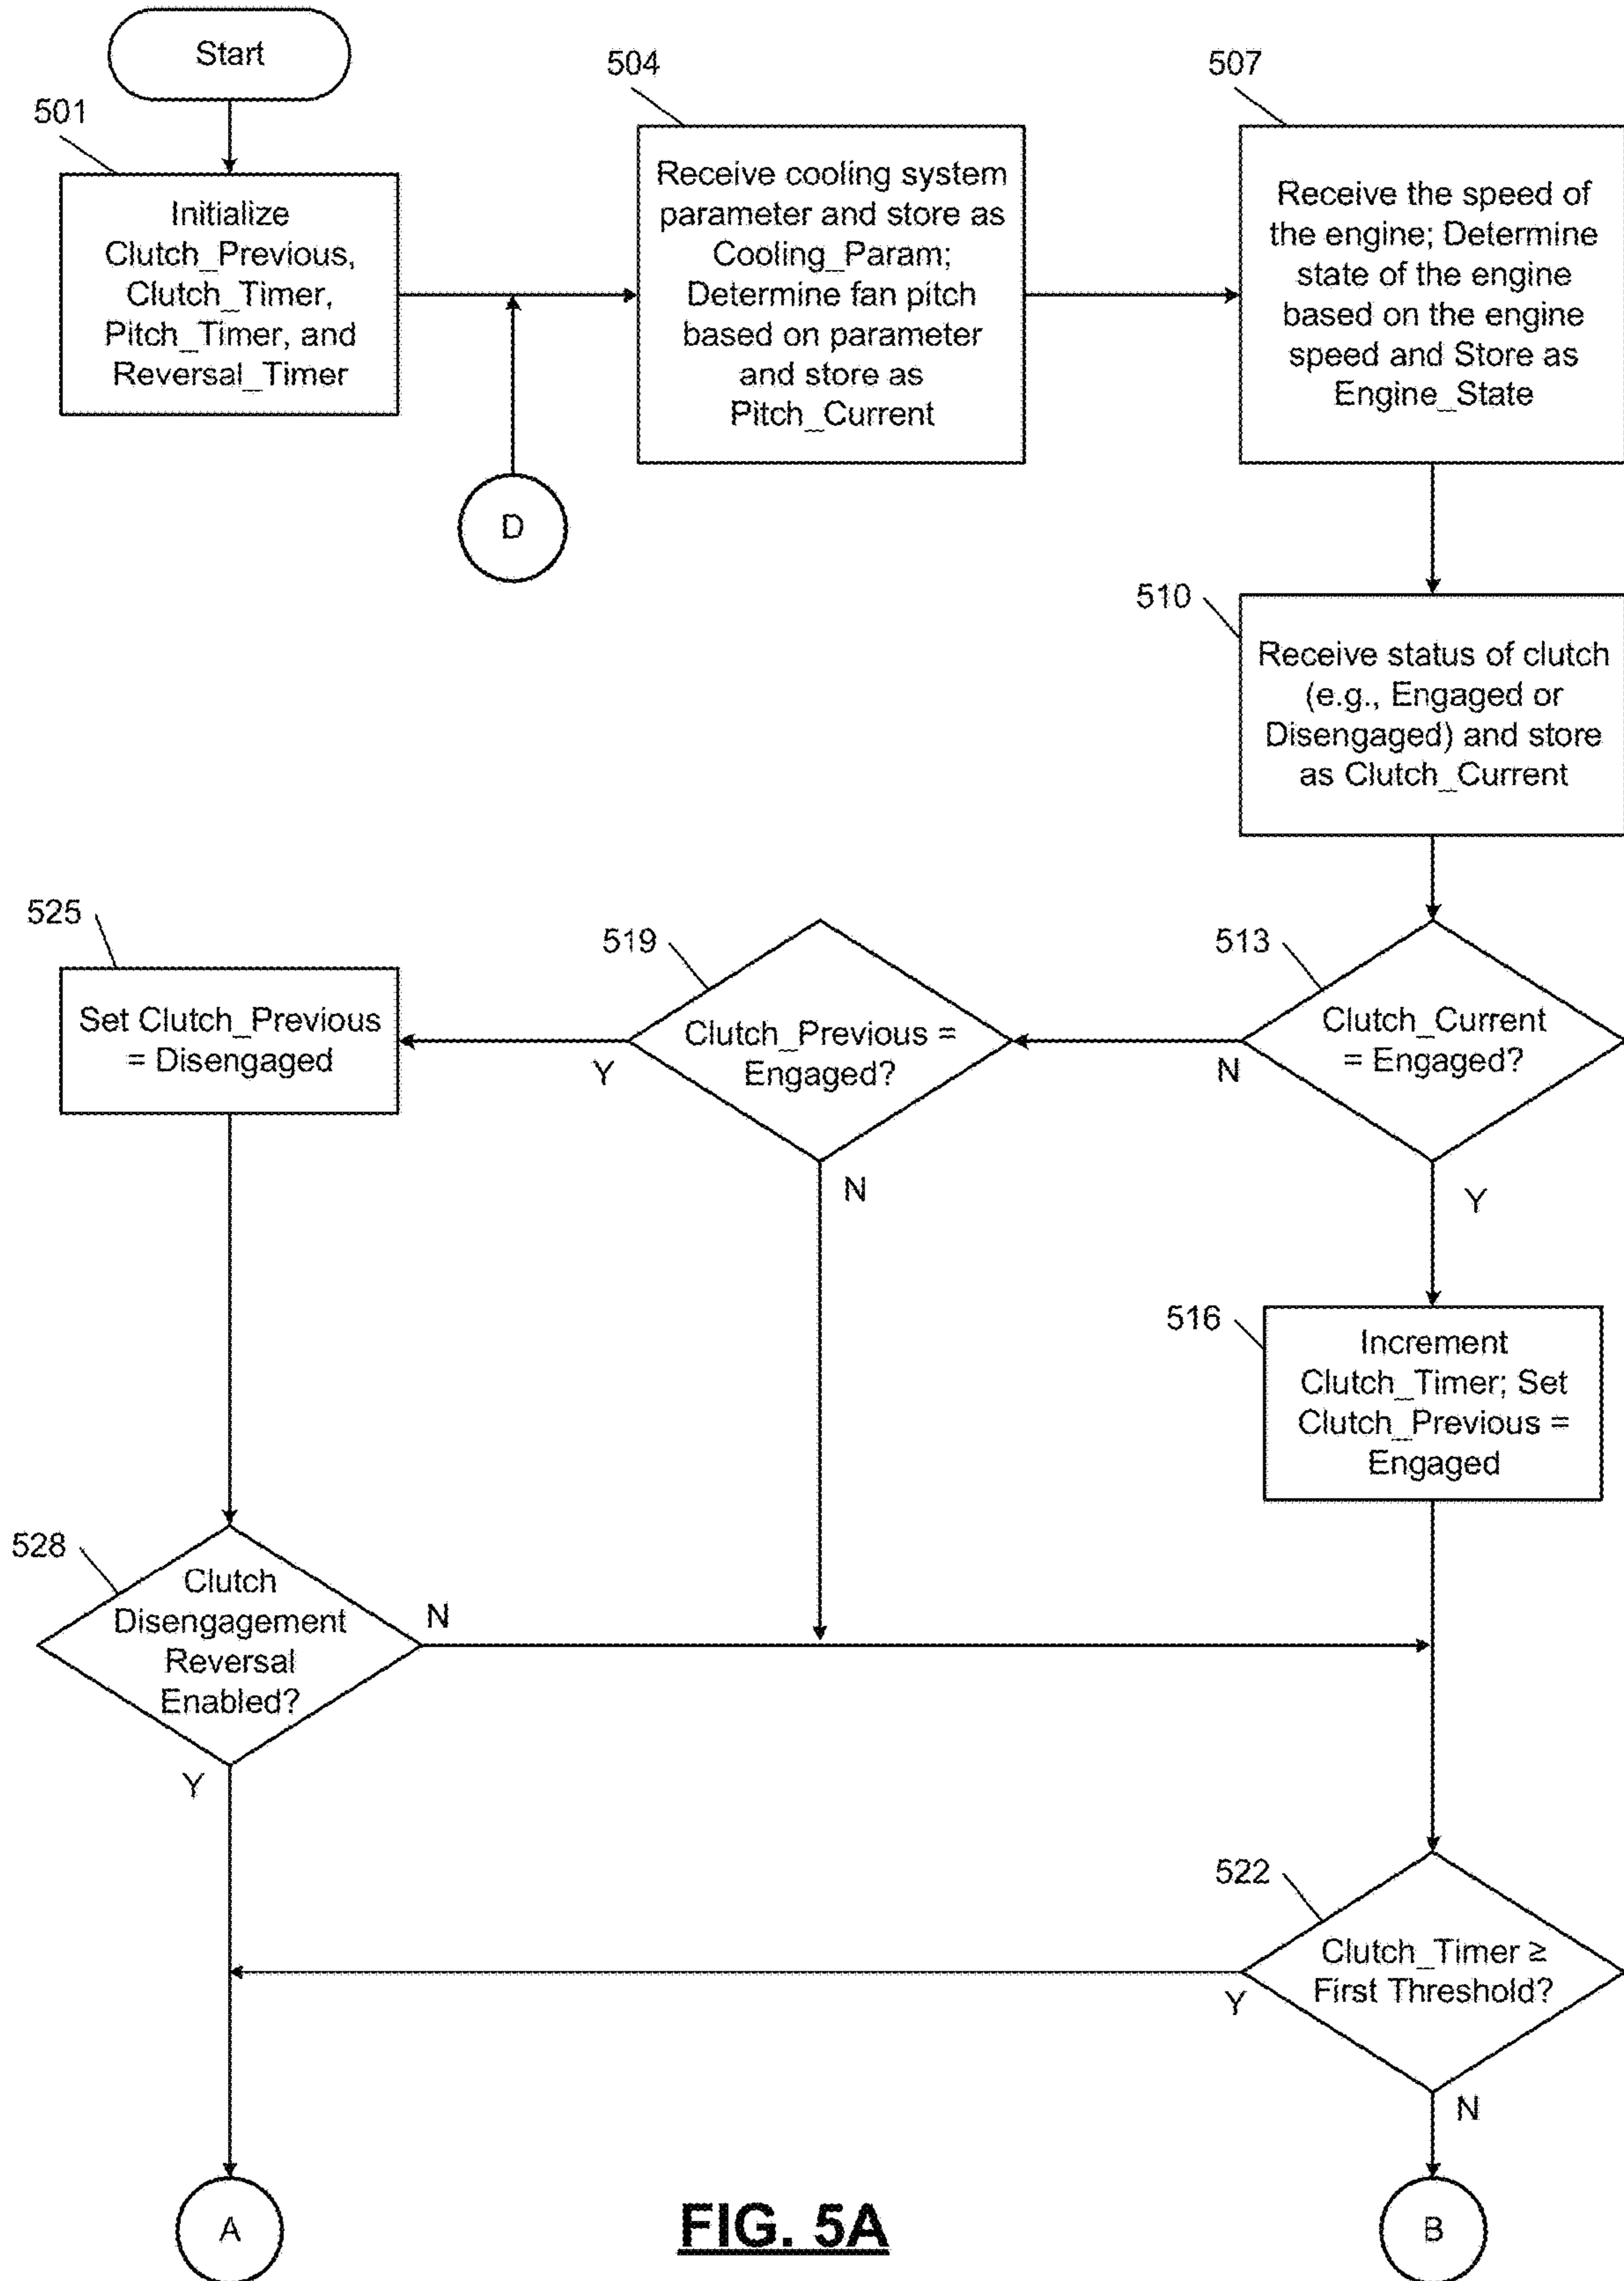 Start
501
Initialize
Clutch_Previous,
Clutch_Timer,
Pitch_Timer, and
Reversal_Timer
504
Receive cooling system
parameter and store as
Cooling_Param;
Determine fan pitch
based on parameter
and store as
Pitch_Current
507
Receive the speed of
the engine; Determine
state of the engine
based on the engine
speed and Store as
Engine_State
D
510
Receive status of clutch
(e.g., Engaged or
Disengaged) and store
as Clutch_Current
513
Clutch_Current
= Engaged?
N
Y
519
Clutch_Previous =
Engaged?
Y
N
525
Set Clutch_Previous
= Disengaged
516
Increment
Clutch_Timer; Set
Clutch_Previous =
Engaged
528
Clutch
Disengagement
Reversal
Enabled?
N
Y
522
Clutch_Timer ≥
First Threshold?
Y
N
A
B
FIG. 5A